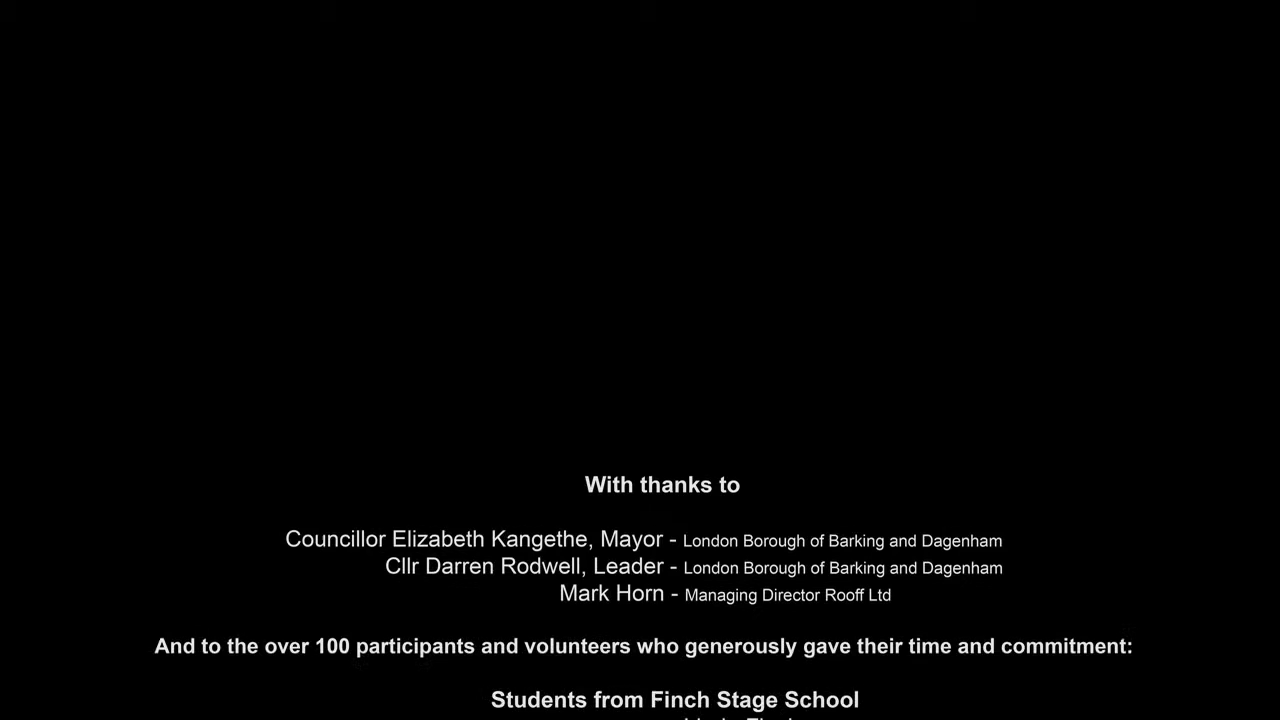 With thanks to
Councillor Elizabeth Kangethe, Mayor - London Borough of Barking and Dagenham
Cllr Darren Rodwell, Leader - London Borough of Barking and Dagenham
Mark Horn - Managing Director Rooff Ltd
And to the over 100 participants and volunteers who generously gave their time and commitment:
Students from Finch Stage School